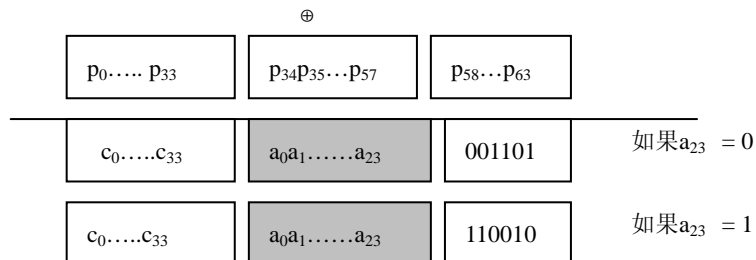 ⊕
p₀….. p₃₃ p₃₄p₃₅…p₅₇ p₅₈…p₆₃
c₀…..c₃₃ a₀a₁……a₂₃ 001101 如果a₂₃ = 0
c₀…..c₃₃ a₀a₁……a₂₃ 110010 如果a₂₃ = 1